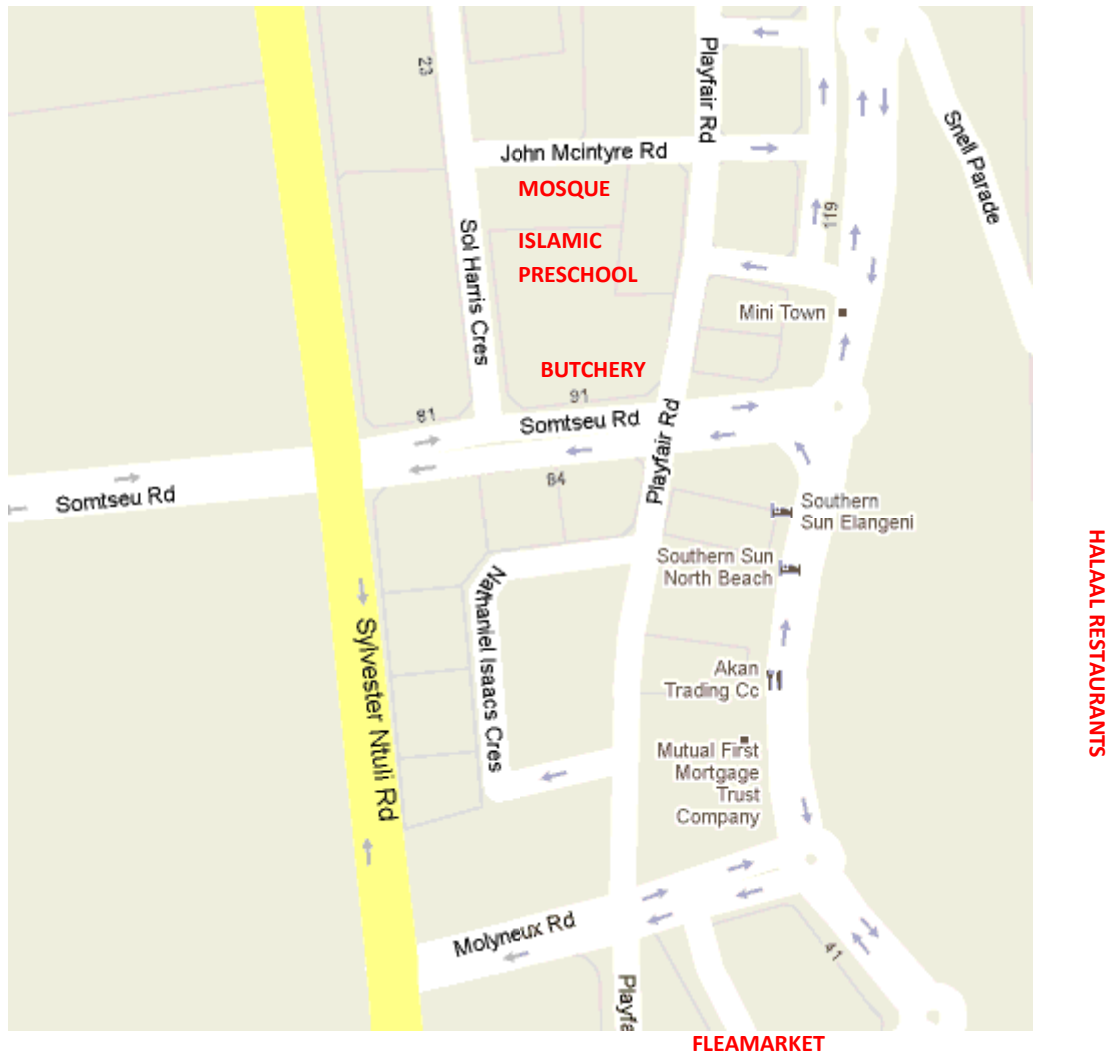 23
Playfair Rd
Snell Parade
John Mcintyre Rd
MOSQUE
119
ISLAMIC
PRESCHOOL
Sol Harris Cres
Mini Town
BUTCHERY
91
81
Somtseu Rd
Playfair Rd
84
Somtseu Rd
Southern
Sun Elangeni
Southern Sun
North Beach
HALAAL RESTAURANTS
Nathaniel Isaacs Cres
Sylvester Ntuli Rd
Akan
Trading Cc
Mutual First
Mortgage
Trust
Company
Molyneux Rd
41
Playfa
FLEAMARKET